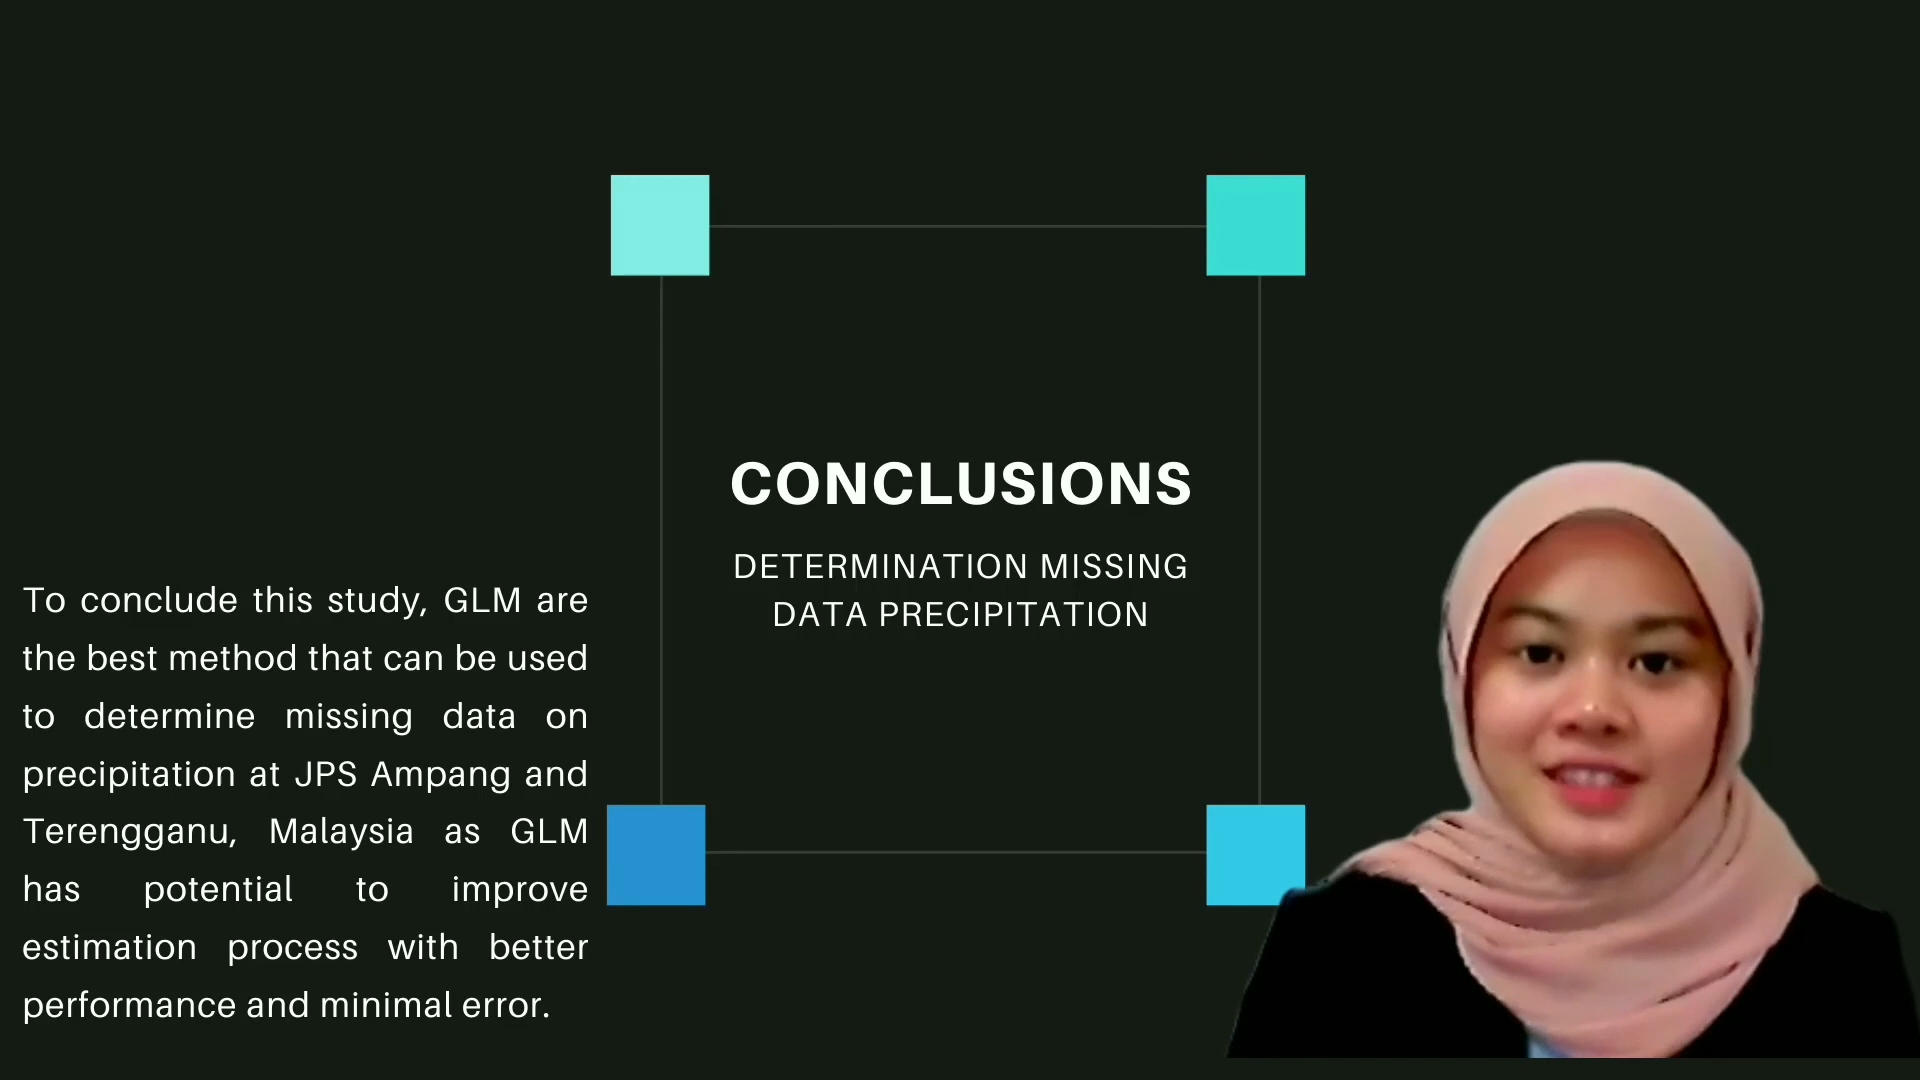 CONCLUSIONS
DETERMINATION MISSING
DATA PRECIPITATION
To conclude this study, GLM are
the best method that can be used
to determine missing data on
precipitation at JPS Ampang and
Terengganu, Malaysia as GLM
has potential to improve
estimation process with better
performance and minimal error.